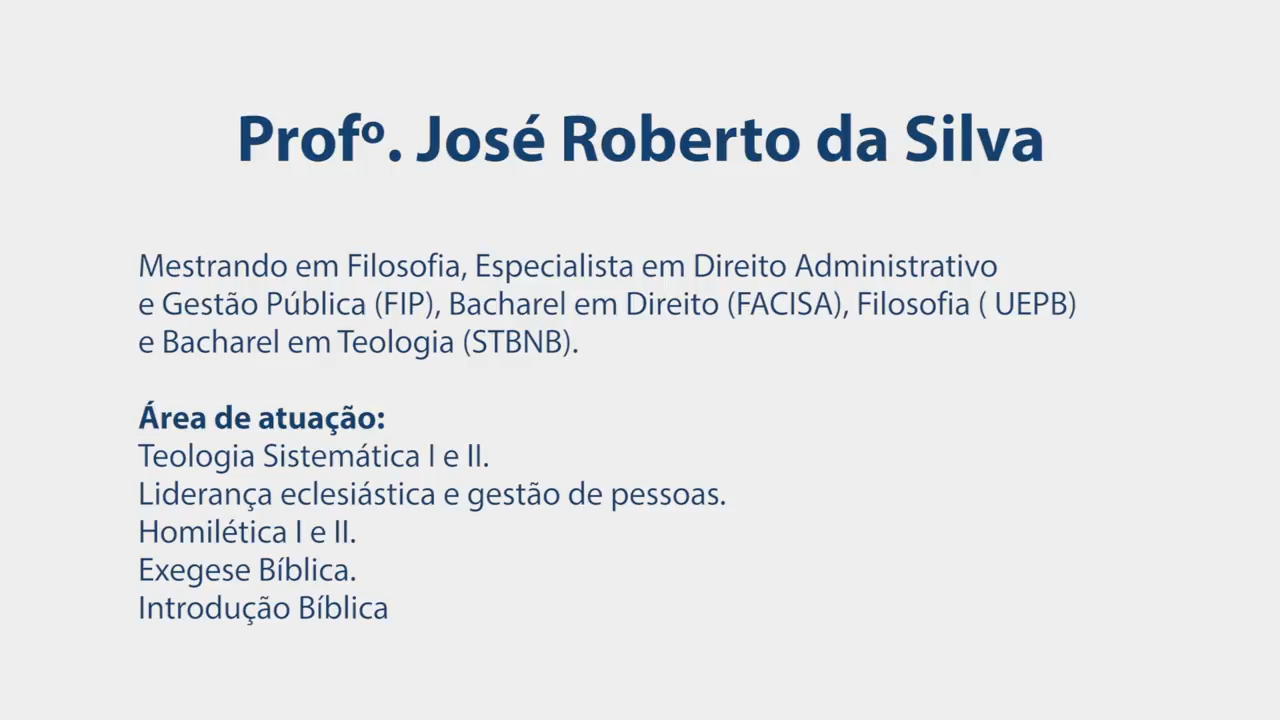 Profº. José Roberto da Silva
Mestrando em Filosofia, Especialista em Direito Administrativo
e Gestão Pública (FIP), Bacharel em Direito (FACISA), Filosofia ( UEPB)
e Bacharel em Teologia (STBNB).
Área de atuação:
Teologia Sistemática I e II.
Liderança eclesiástica e gestão de pessoas.
Homilética I e II.
Exegese Bíblica.
Introdução Bíblica